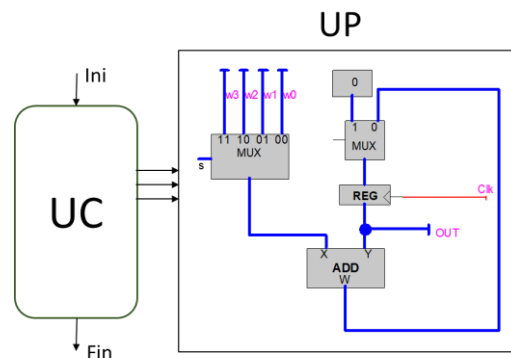 UP
Ini
UC
Fin
w3 w2 w1 w0
11 10 01 00
MUX
s
0
1 0
MUX
REG
Clk
OUT
X Y
ADD
W